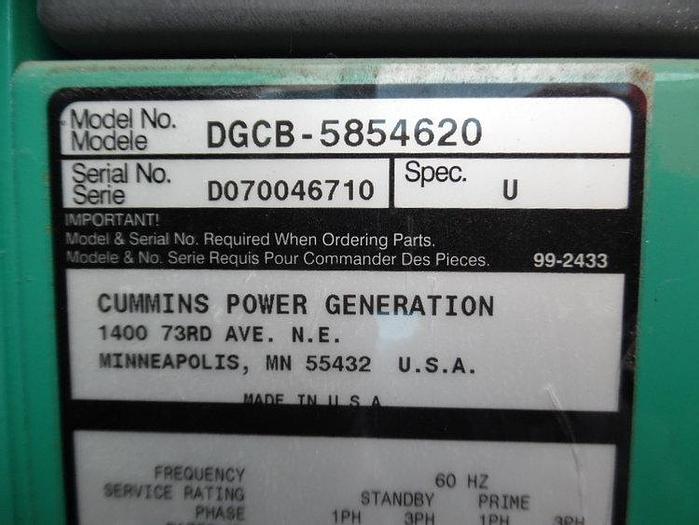 Model No. DGCB-5854620
Modele
Serial No. D070046710 Spec. U
Serie
IMPORTANT!
Model & Serial No. Required When Ordering Parts.
Modele & No. Serie Requis Pour Commander Des Pieces. 99-2433
CUMMINS POWER GENERATION
1400 73RD AVE. N.E.
MINNEAPOLIS, MN 55432 U.S.A.
MADE IN U S A
FREQUENCY 60 HZ
SERVICE RATING STANDBY PRIME
PHASE 1PH 3PH 1PH 3PH